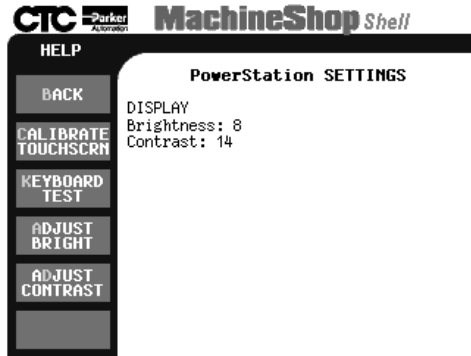 CTC Parker Automation MachineShop Shell
HELP
PowerStation SETTINGS
BACK
DISPLAY
Brightness: 8
Contrast: 14
CALIBRATE
TOUCHSCRN
KEYBOARD
TEST
ADJUST
BRIGHT
ADJUST
CONTRAST